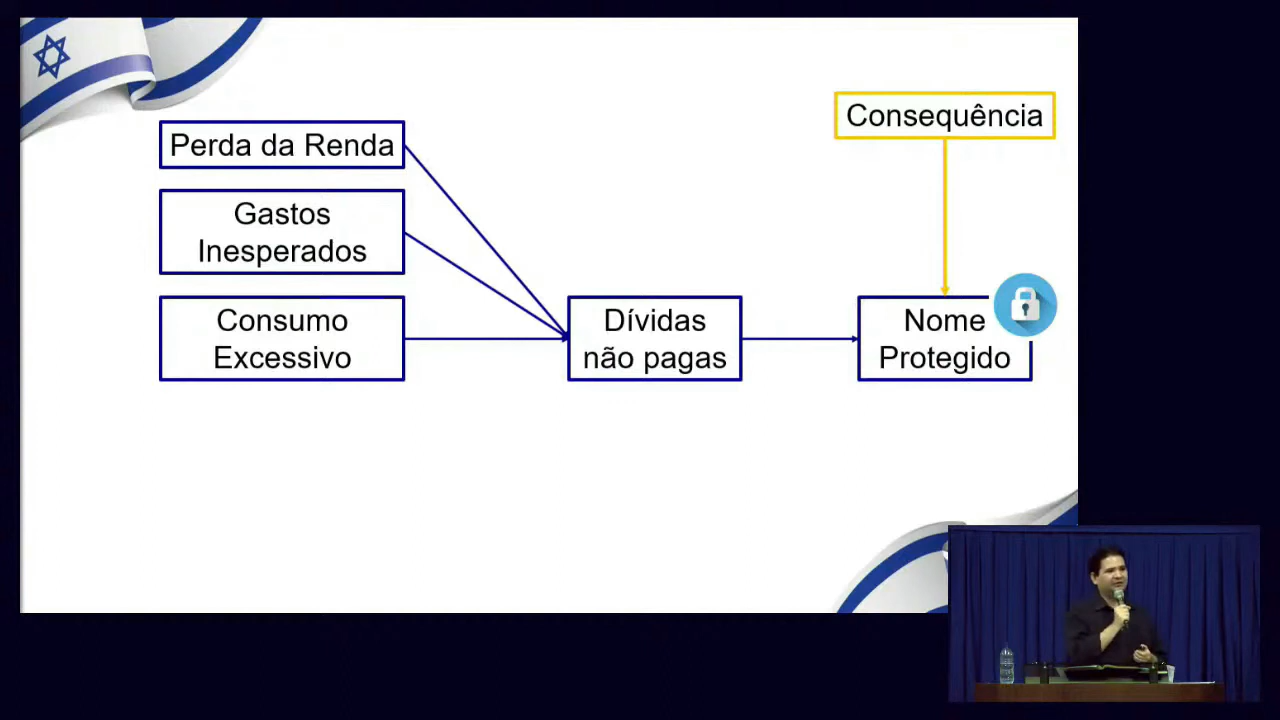 Consequência
Perda da Renda
Gastos
Inesperados
Consumo
Excessivo
Dívidas
não pagas
Nome
Protegido